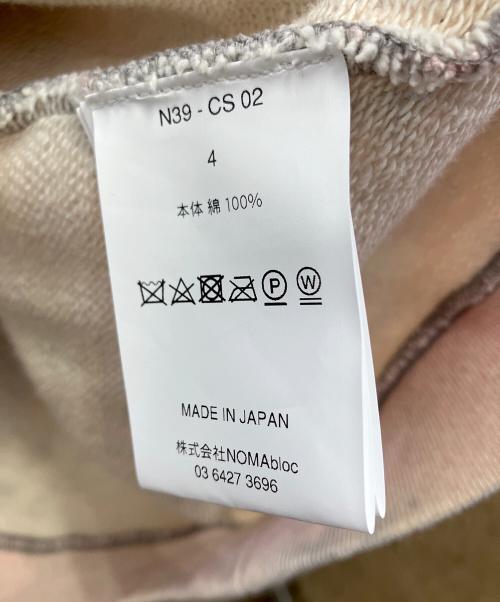 N39 - CS 02
4
本体 綿 100%
P W
MADE IN JAPAN
株式会社NOMAbloc
03 6427 3696